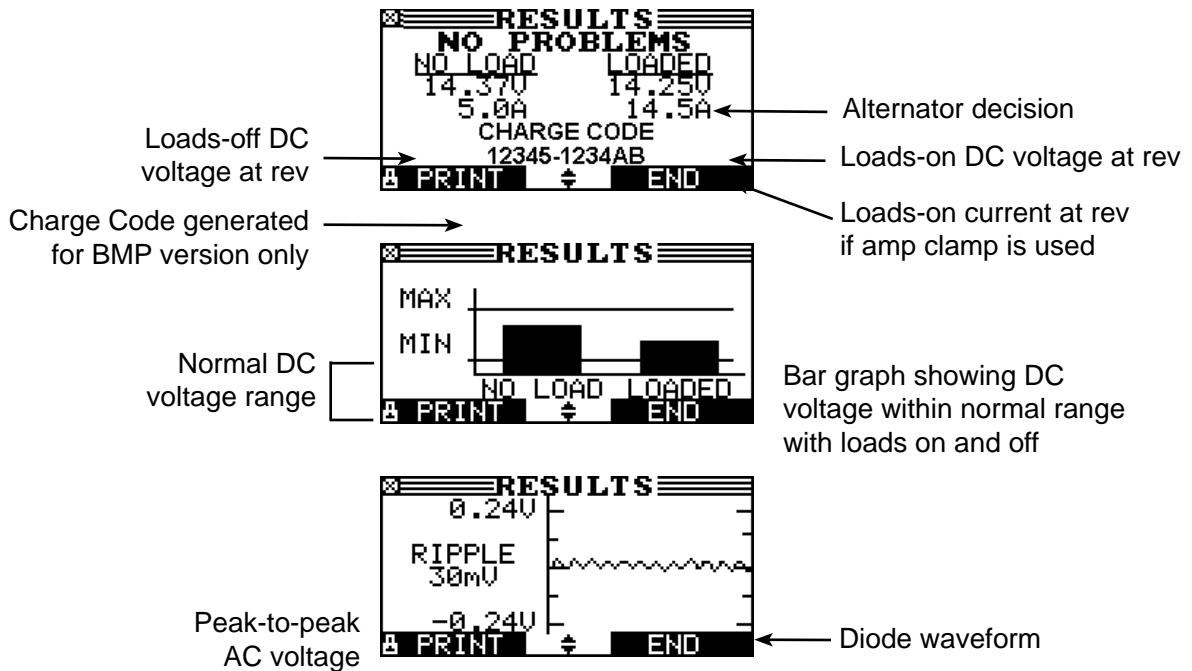 RESULTS
NO PROBLEMS
NO LOAD LOADED
14.37V 14.25V
5.0A 14.5A
CHARGE CODE
12345-1234AB
PRINT END
Loads-off DC
voltage at rev
Charge Code generated
for BMP version only
Alternator decision
Loads-on DC voltage at rev
Loads-on current at rev
if amp clamp is used
RESULTS
MAX
MIN
NO LOAD LOADED
PRINT END
Normal DC
voltage range
Bar graph showing DC
voltage within normal range
with loads on and off
RESULTS
0.24V
RIPPLE
30mV
-0.24V
PRINT END
Peak-to-peak
AC voltage
Diode waveform